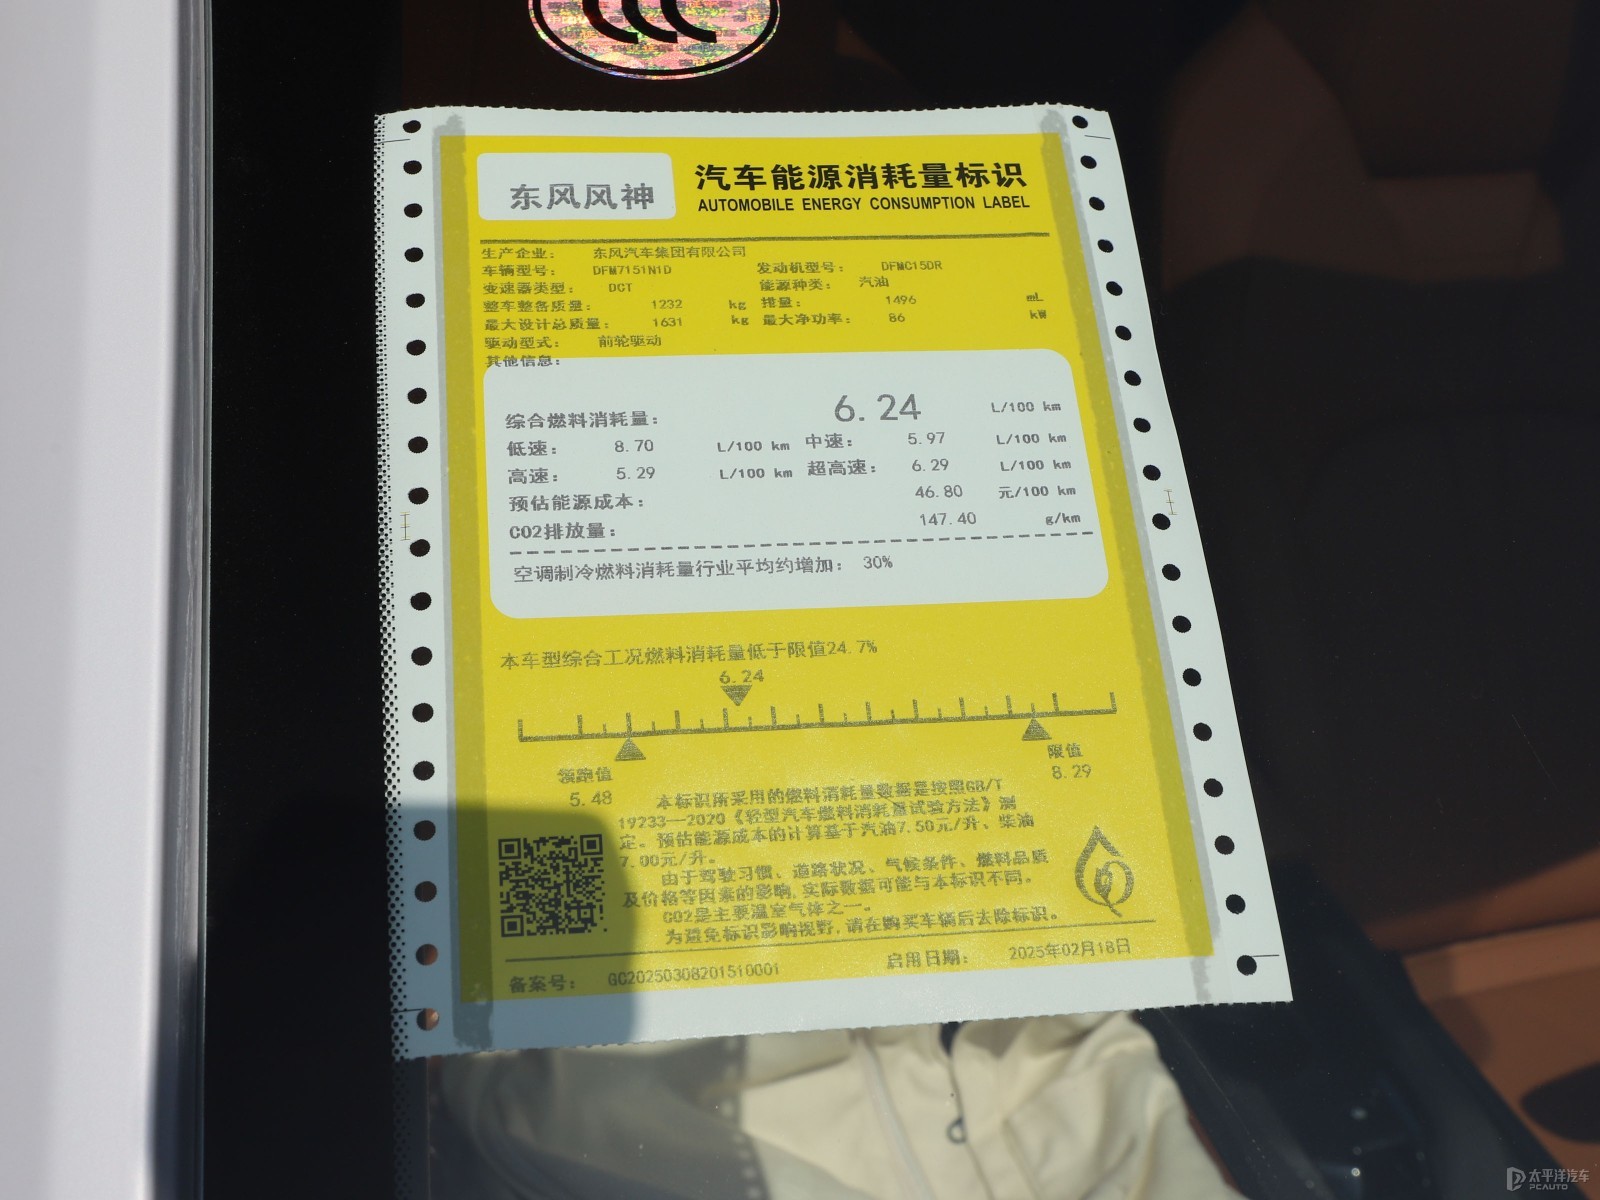 东风风神
汽车能源消耗量标识
AUTOMOBILE ENERGY CONSUMPTION LABEL
生产企业： 东风汽车集团有限公司
车辆型号： DFM7151N1D 发动机型号： DFMC15DR
变速器类型： DCT 能源种类： 汽油
整车整备质量： 1232 kg 排量： 1496 mL
最大设计总质量： 1631 kg 最大净功率： 86 kW
驱动型式： 前轮驱动
其他信息：
综合燃料消耗量： 6.24 L/100 km
低速： 8.70 L/100 km 中速： 5.97 L/100 km
高速： 5.29 L/100 km 超高速： 6.29 L/100 km
预估能源成本： 46.80 元/100 km
CO2排放量： 147.40 g/km
空调制冷燃料消耗量行业平均约增加： 30%
本车型综合工况燃料消耗量低于限值24.7%
6.24
领跑值 限值
5.48 8.29
本标识所采用的燃料消耗量数据是按照GB/T
19233—2020《轻型汽车燃料消耗量试验方法》测
定。预估能源成本的计算基于汽油7.50元/升、柴油
7.00元/升。
由于驾驶习惯、道路状况、气候条件、燃料品质
及价格等因素的影响,实际数据可能与本标识不同。
CO2是主要温室气体之一。
为避免标识影响视野,请在购买车辆后去除标识。
备案号： GC20250308201510001 启用日期： 2025年02月18日
太平洋汽车
PCAUTO